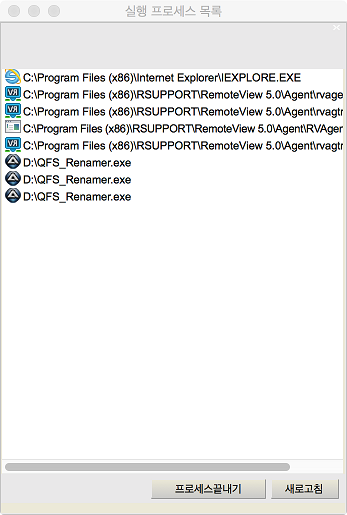 실행 프로세스 목록
C:\Program Files (x86)\Internet Explorer\IEXPLORE.EXE
C:\Program Files (x86)\RSUPPORT\RemoteView 5.0\Agent\rvage
C:\Program Files (x86)\RSUPPORT\RemoteView 5.0\Agent\rvagtr
C:\Program Files (x86)\RSUPPORT\RemoteView 5.0\Agent\RVAger
C:\Program Files (x86)\RSUPPORT\RemoteView 5.0\Agent\rvagtr
D:\QFS_Renamer.exe
D:\QFS_Renamer.exe
D:\QFS_Renamer.exe
프로세스끝내기 새로고침